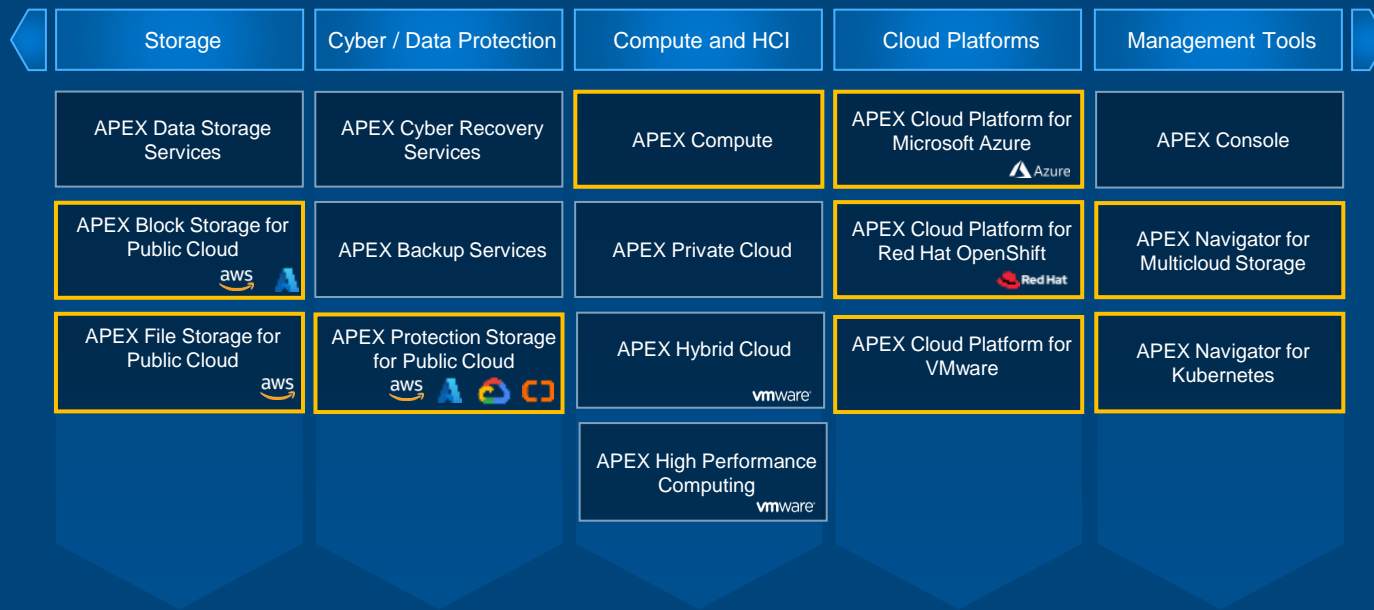 Storage
Cyber / Data Protection
Compute and HCI
Cloud Platforms
Management Tools
APEX Data Storage
Services
APEX Cyber Recovery
Services
APEX Compute
APEX Cloud Platform for
Microsoft Azure
Azure
APEX Console
APEX Block Storage for
Public Cloud
aws
APEX Backup Services
APEX Private Cloud
APEX Cloud Platform for
Red Hat OpenShift
Red Hat
APEX Navigator for
Multicloud Storage
APEX File Storage for
Public Cloud
aws
APEX Protection Storage
for Public Cloud
aws
APEX Hybrid Cloud
vmware
APEX Cloud Platform for
VMware
APEX Navigator for
Kubernetes
APEX High Performance
Computing
vmware